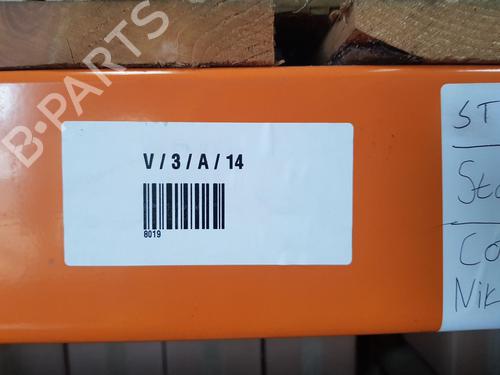 B-PARTS
V / 3 / A / 14
8019
ST
Sto
Co
Nik